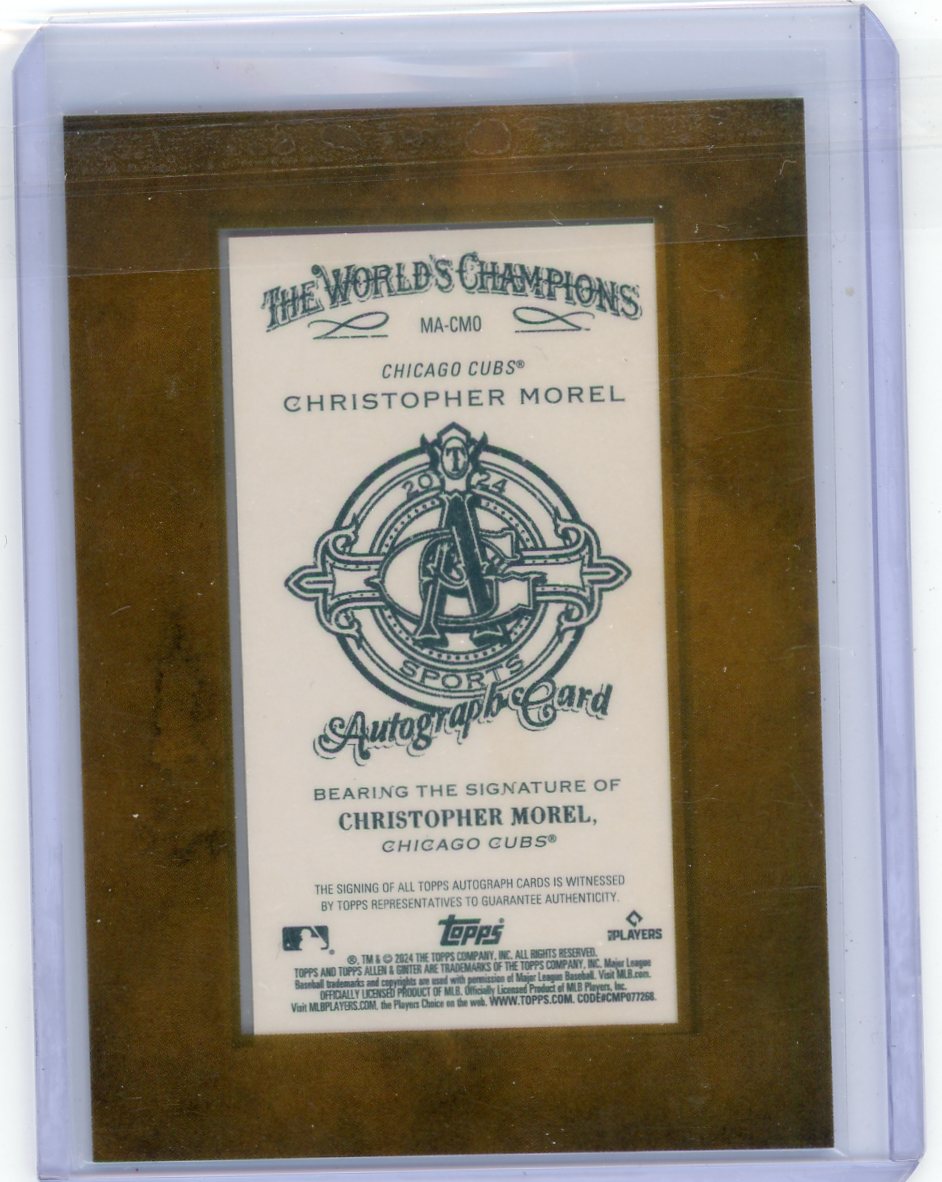 THE WORLD'S CHAMPIONS
MA-CMO
CHICAGO CUBS®
CHRISTOPHER MOREL
T
2024
A&G
SPORTS
Autograph Card
BEARING THE SIGNATURE OF
CHRISTOPHER MOREL,
CHICAGO CUBS®
THE SIGNING OF ALL TOPPS AUTOGRAPH CARDS IS WITNESSED
BY TOPPS REPRESENTATIVES TO GUARANTEE AUTHENTICITY.
topps®
MLB PLAYERS
®, TM & © 2024 THE TOPPS COMPANY, INC. ALL RIGHTS RESERVED.
TOPPS AND TOPPS ALLEN & GINTER ARE TRADEMARKS OF THE TOPPS COMPANY, INC. Major League
Baseball trademarks and copyrights are used with permission of Major League Baseball. Visit MLB.com.
OFFICIALLY LICENSED PRODUCT OF MLB. Officially Licensed Product of MLB Players, Inc.
Visit MLBPLAYERS.COM, the Players Choice on the web. WWW.TOPPS.COM. CODE#CMP077268.